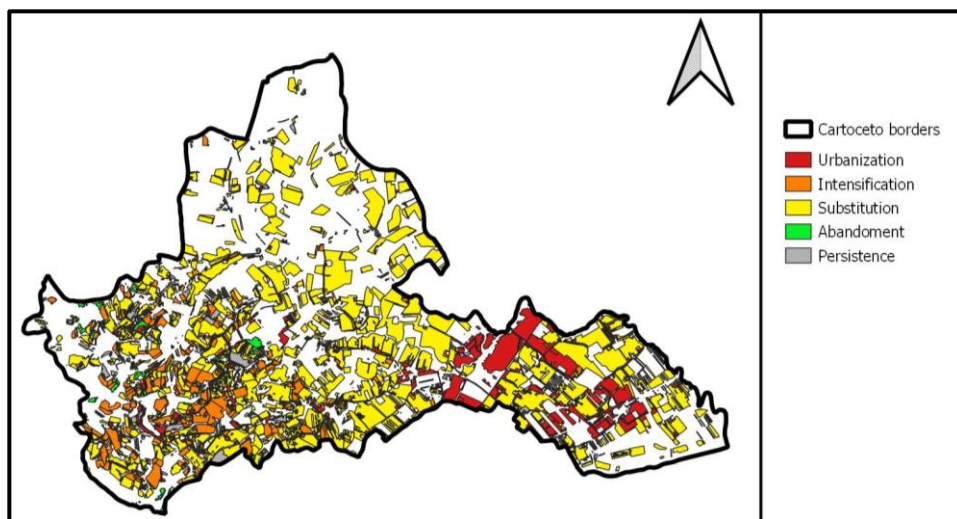 Cartoceto borders
Urbanization
Intensification
Substitution
Abandoment
Persistence